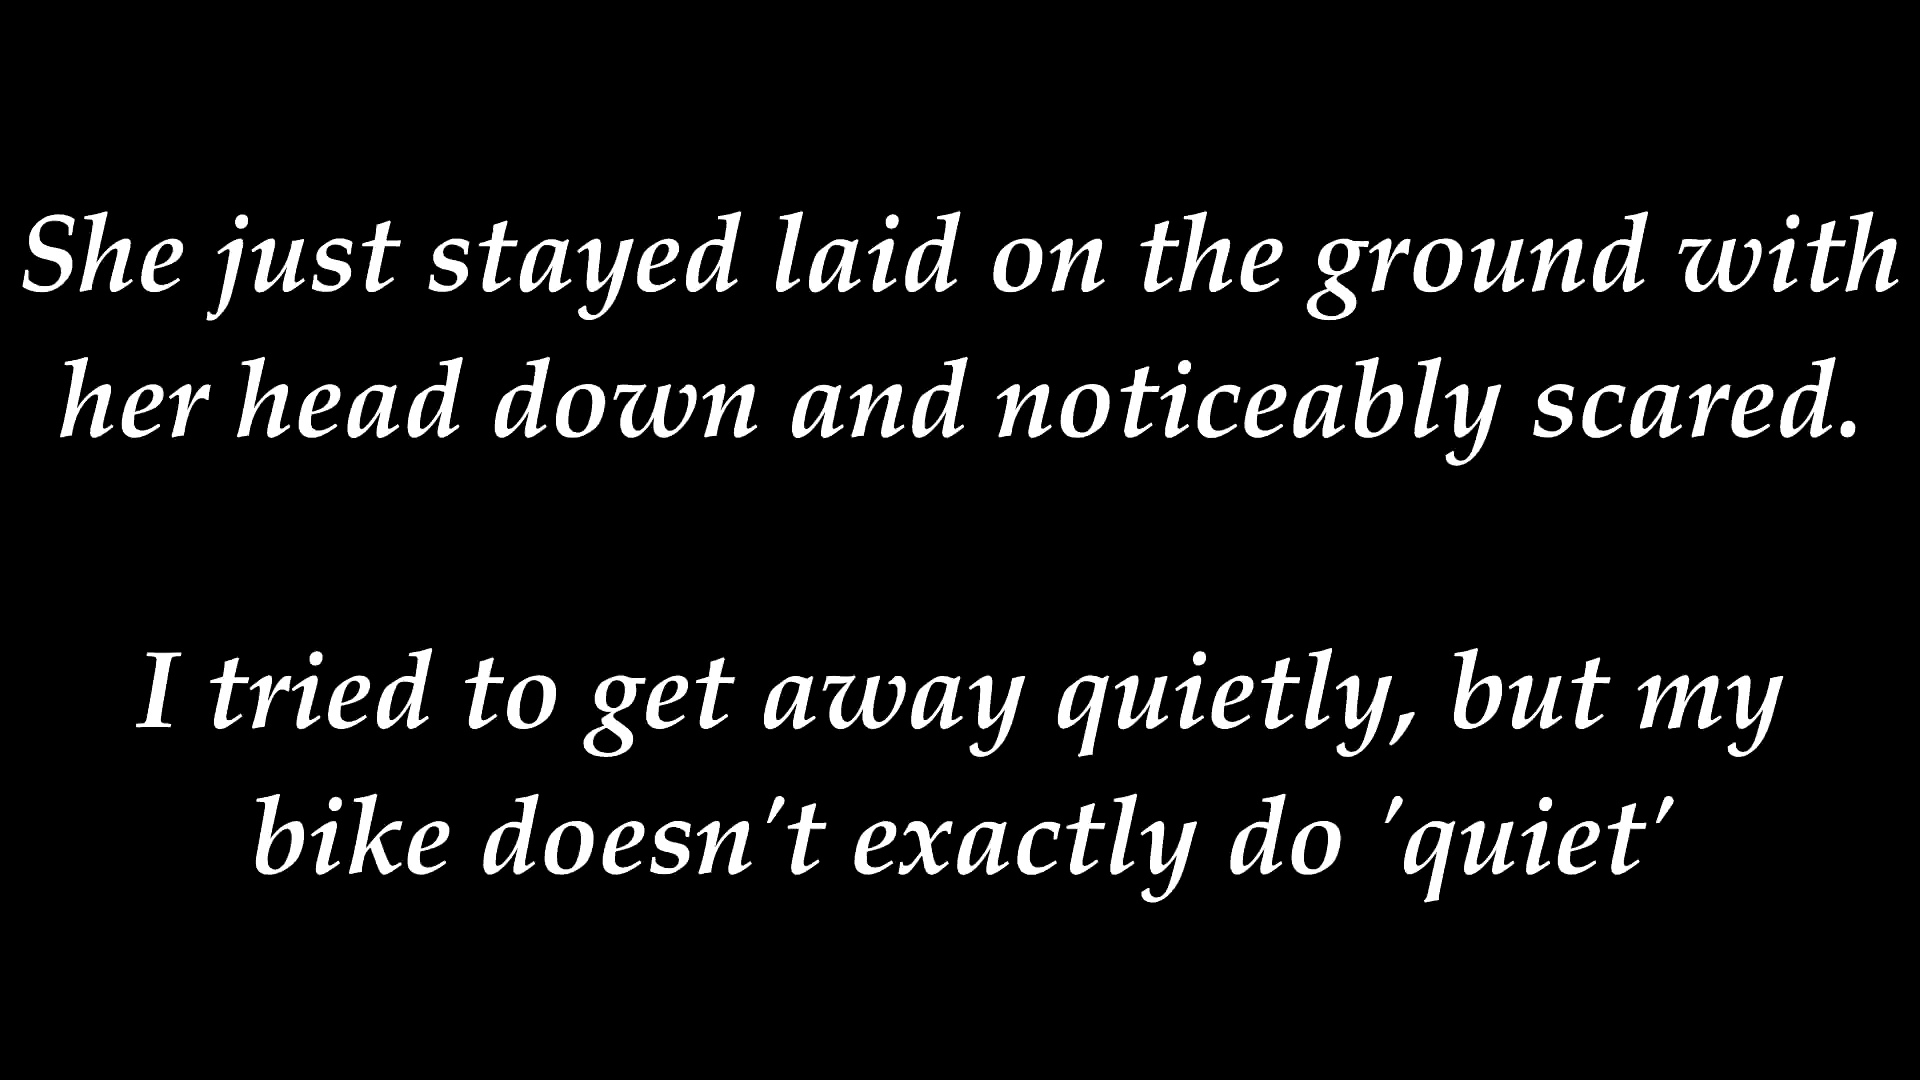 She just stayed laid on the ground with
her head down and noticeably scared.
I tried to get away quietly, but my
bike doesn't exactly do 'quiet'